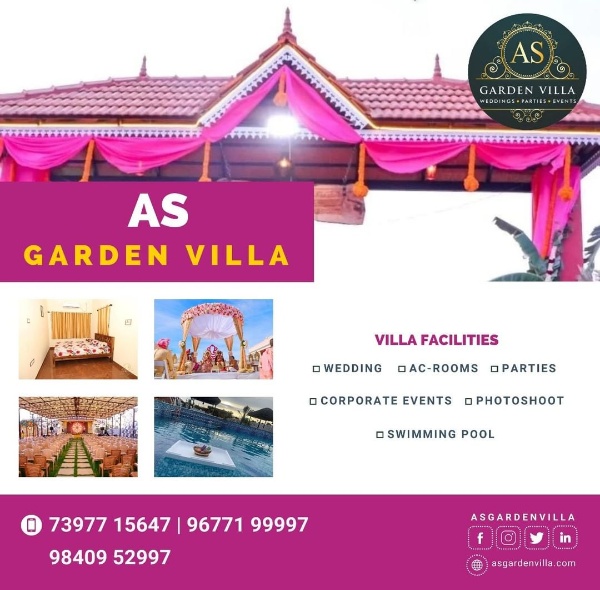 AS
GARDEN VILLA
WEDDINGS • PARTIES • EVENTS
AS
GARDEN VILLA
VILLA FACILITIES
WEDDING AC-ROOMS PARTIES
CORPORATE EVENTS PHOTOSHOOT
SWIMMING POOL
73977 15647 | 96771 99997
98409 52997
ASGARDENVILLA
asgardenvilla.com